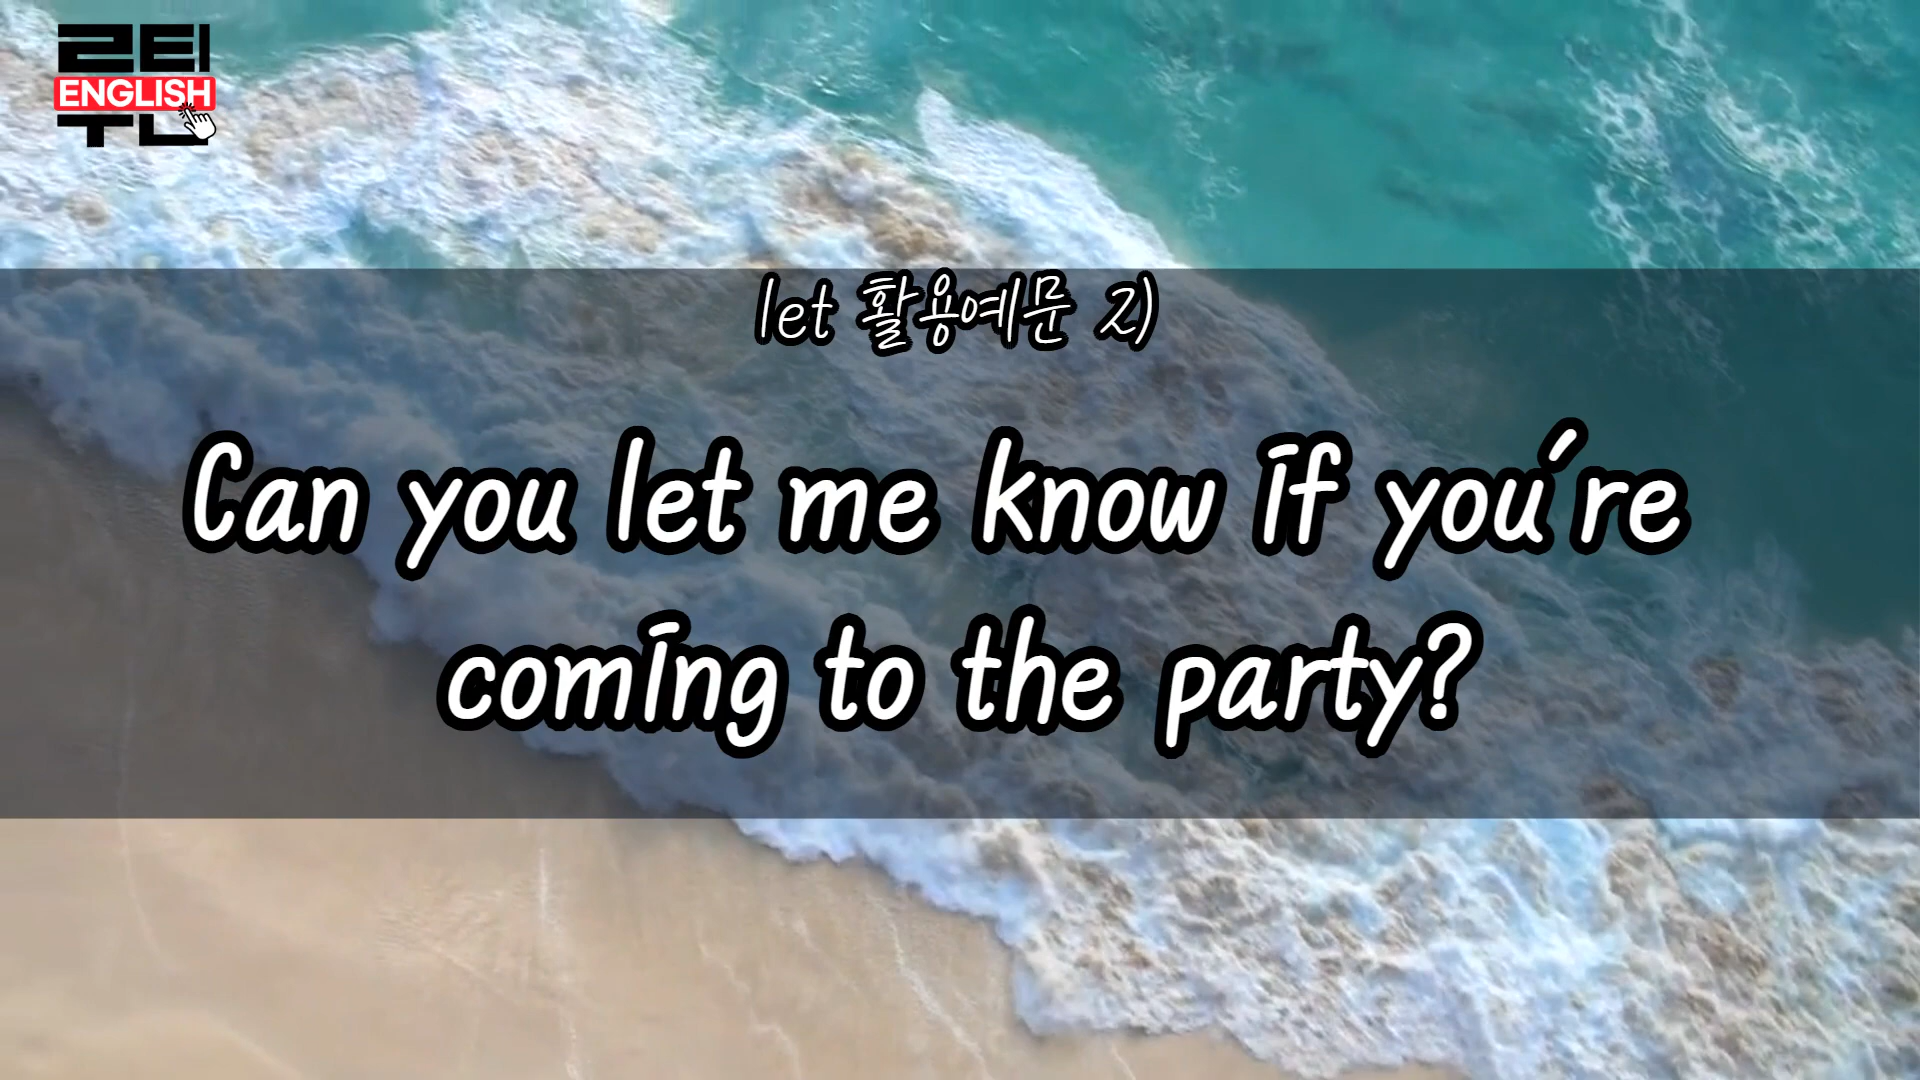 ENGLISH
let 활용예문 2)
Can you let me know if you're
coming to the party?